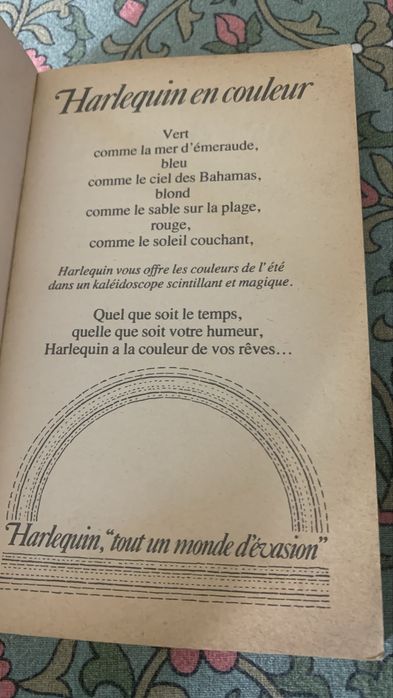 Harlequin en couleur
Vert
comme la mer d'émeraude,
bleu
comme le ciel des Bahamas,
blond
comme le sable sur la plage,
rouge,
comme le soleil couchant,
Harlequin vous offre les couleurs de l'été
dans un kaléidoscope scintillant et magique.
Quel que soit le temps,
quelle que soit votre humeur,
Harlequin a la couleur de vos rêves...
Harlequin, “tout un monde d'évasion”